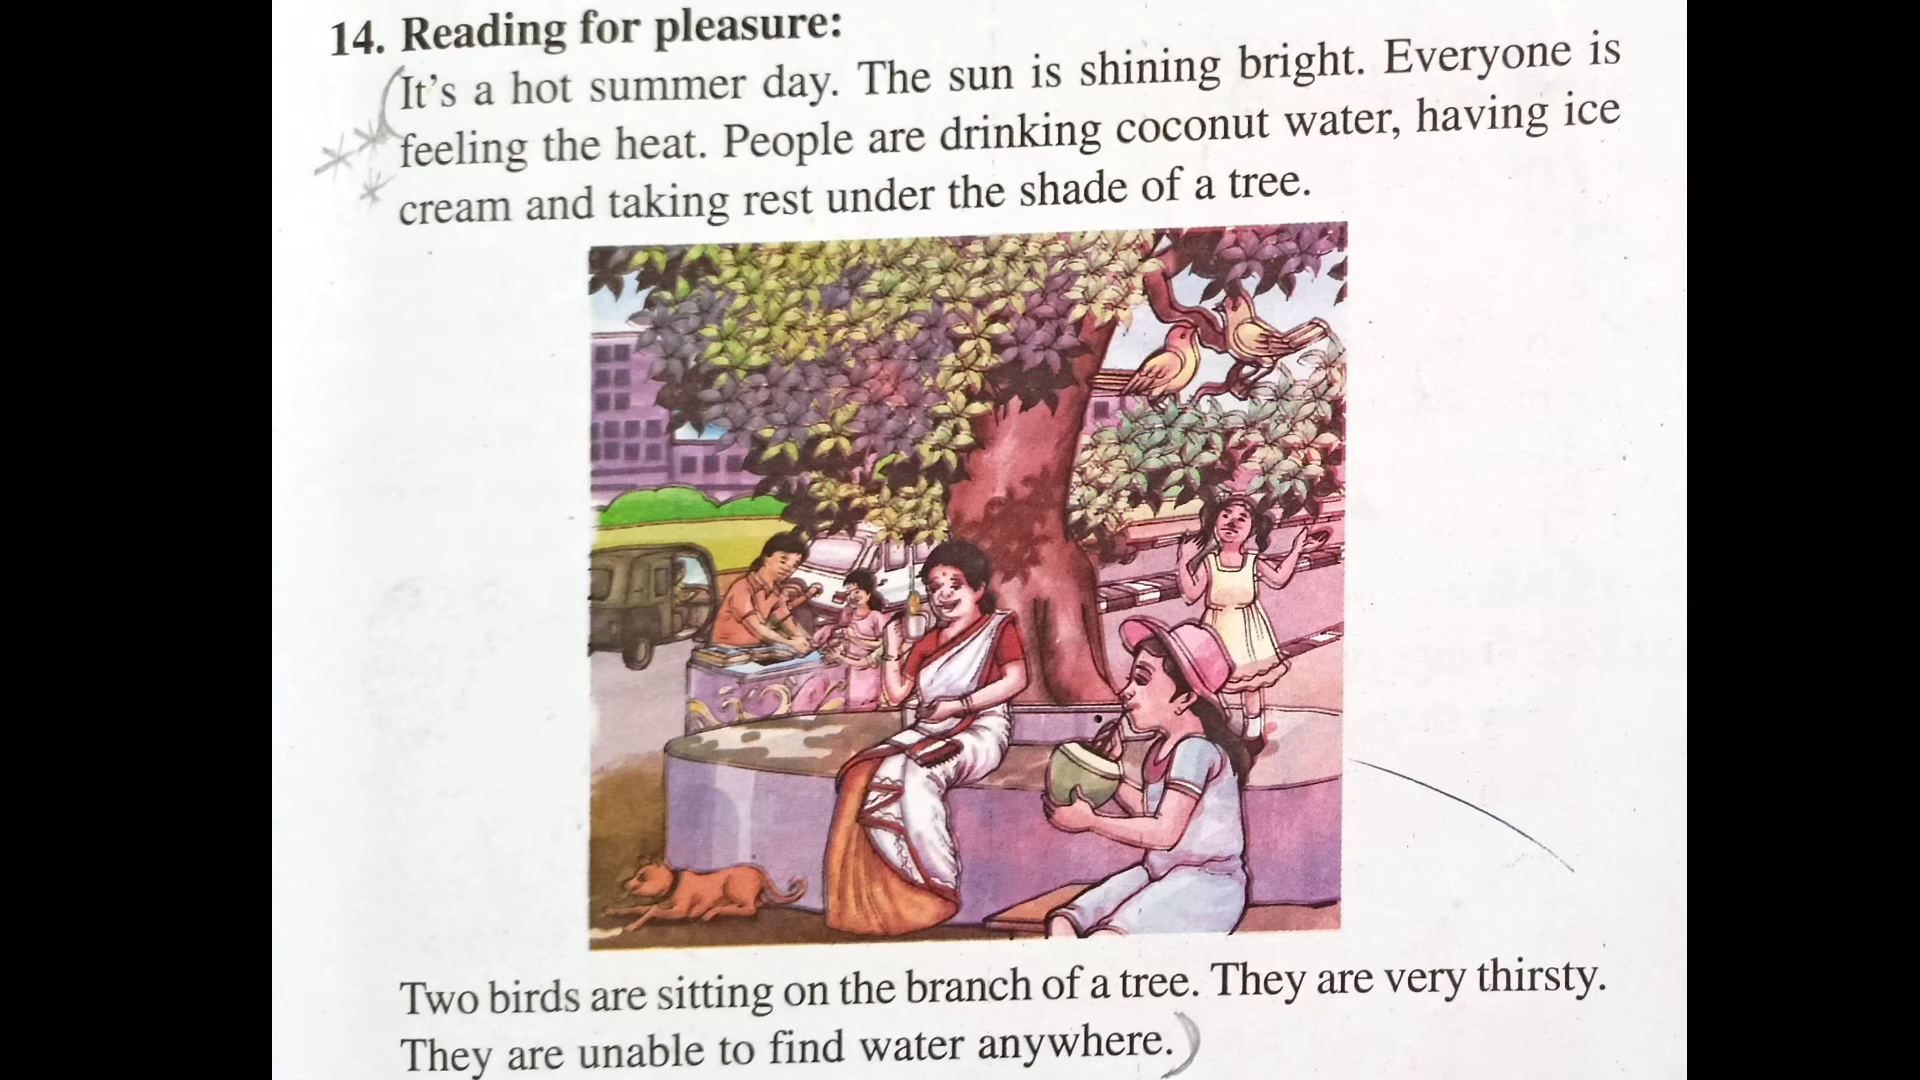 14. Reading for pleasure:
It's a hot summer day. The sun is shining bright. Everyone is
feeling the heat. People are drinking coconut water, having ice
cream and taking rest under the shade of a tree.
Two birds are sitting on the branch of a tree. They are very thirsty.
They are unable to find water anywhere.